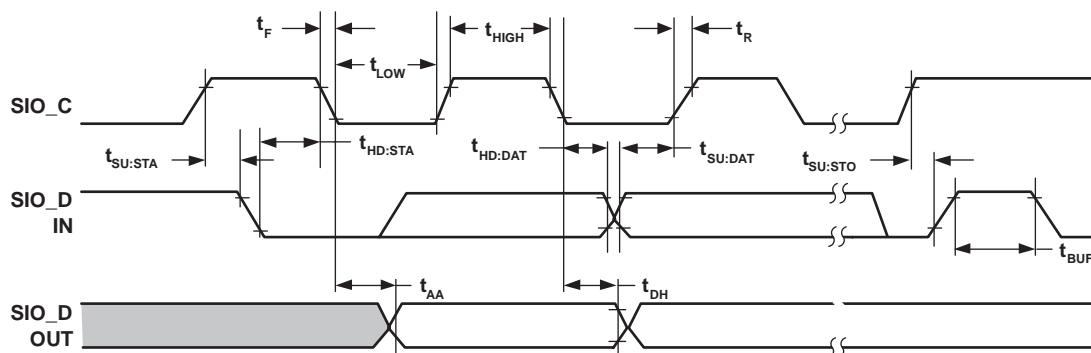 tF
tHIGH
tR
tLOW
SIO_C
tSU:STA
tHD:STA
tHD:DAT
tSU:DAT
tSU:STO
SIO_D
IN
tBUF
tAA
tDH
SIO_D
OUT